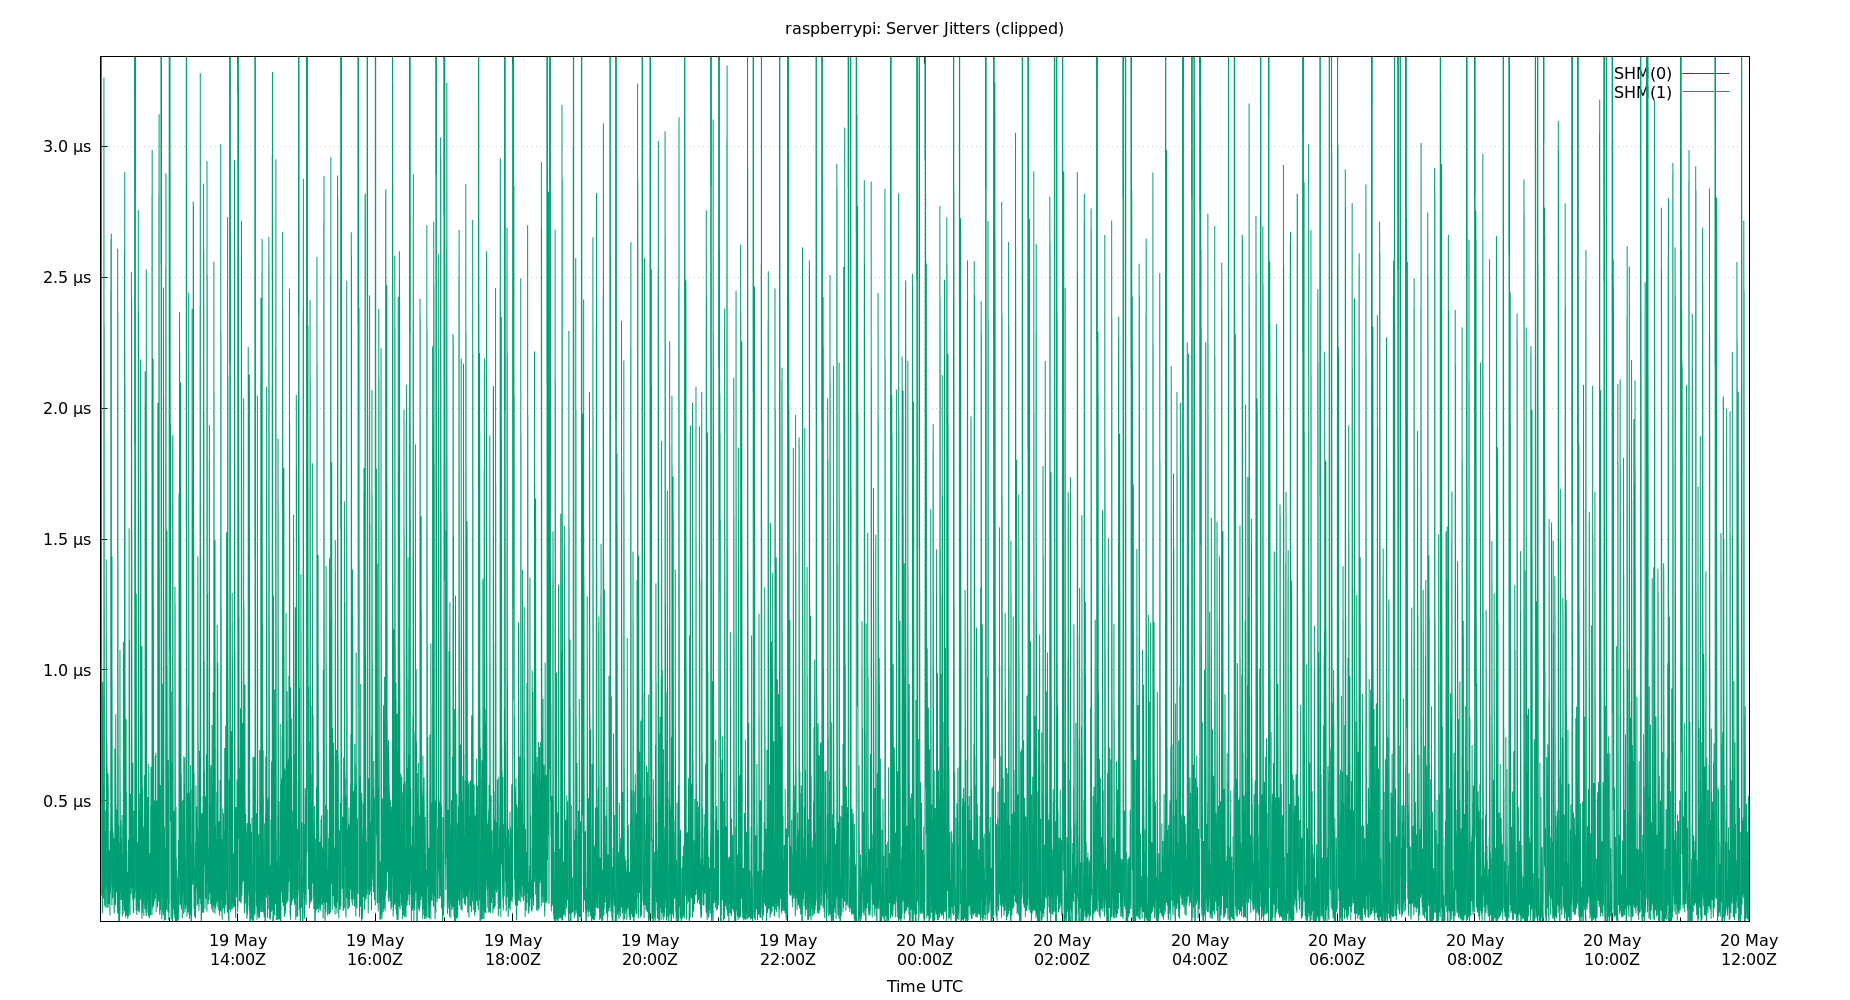 raspberrypi: Server Jitters (clipped)
SHM(0)
SHM(1)
3.0 µs
2.5 µs
2.0 µs
1.5 µs
1.0 µs
0.5 µs
19 May 19 May 19 May 19 May 19 May 20 May 20 May 20 May 20 May 20 May 20 May 20 May
14:00Z 16:00Z 18:00Z 20:00Z 22:00Z 00:00Z 02:00Z 04:00Z 06:00Z 08:00Z 10:00Z 12:00Z
Time UTC